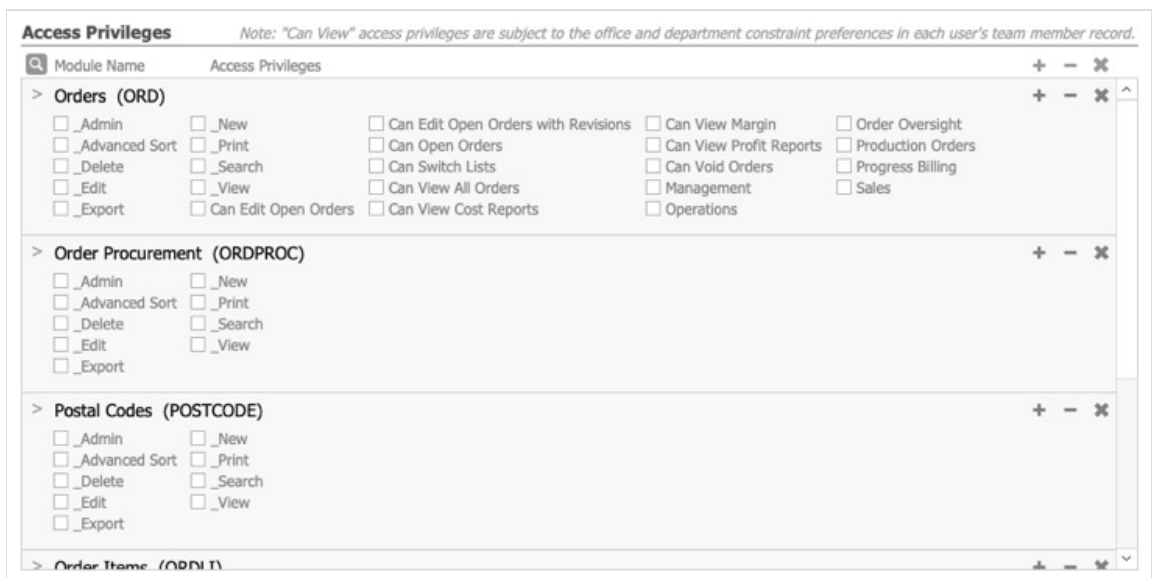 Access Privileges Note: "Can View" access privileges are subject to the office and department constraint preferences in each user's team member record.
Module Name Access Privileges
> Orders (ORD)
_Admin _New Can Edit Open Orders with Revisions Can View Margin Order Oversight
_Advanced Sort _Print Can Open Orders Can View Profit Reports Production Orders
_Delete _Search Can Switch Lists Can Void Orders Progress Billing
_Edit _View Can View All Orders Management Sales
_Export Can Edit Open Orders Can View Cost Reports Operations
> Order Procurement (ORDPROC)
_Admin _New
_Advanced Sort _Print
_Delete _Search
_Edit _View
_Export
> Postal Codes (POSTCODE)
_Admin _New
_Advanced Sort _Print
_Delete _Search
_Edit _View
_Export
> Order Items (ORDLI)